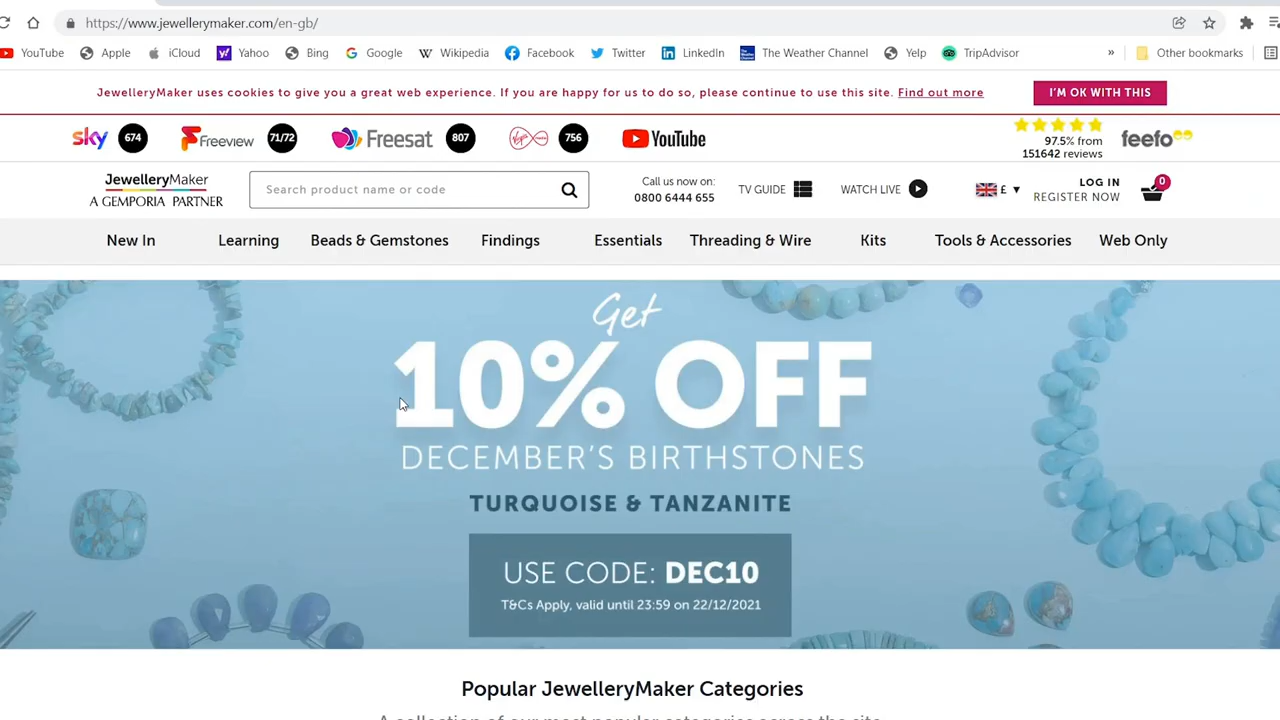 https://www.jewellerymaker.com/en-gb/
YouTube Apple iCloud Yahoo Bing Google Wikipedia Facebook Twitter LinkedIn The Weather Channel Yelp TripAdvisor » Other bookmarks
JewelleryMaker uses cookies to give you a great web experience. If you are happy for us to do so, please continue to use this site. Find out more
I'M OK WITH THIS
sky 674 Freeview 71/72 Freesat 807 Virgin media 756 YouTube
97.5% from
151642 reviews
feefo
JewelleryMaker
A GEMPORIA PARTNER
Search product name or code
Call us now on:
0800 6444 655
TV GUIDE
WATCH LIVE
£ ▼
LOG IN
REGISTER NOW
0
New In Learning Beads & Gemstones Findings Essentials Threading & Wire Kits Tools & Accessories Web Only
Get
10% OFF
DECEMBER'S BIRTHSTONES
TURQUOISE & TANZANITE
USE CODE: DEC10
T&Cs Apply, valid until 23:59 on 22/12/2021
Popular JewelleryMaker Categories
A collection of our most popular categories across the site